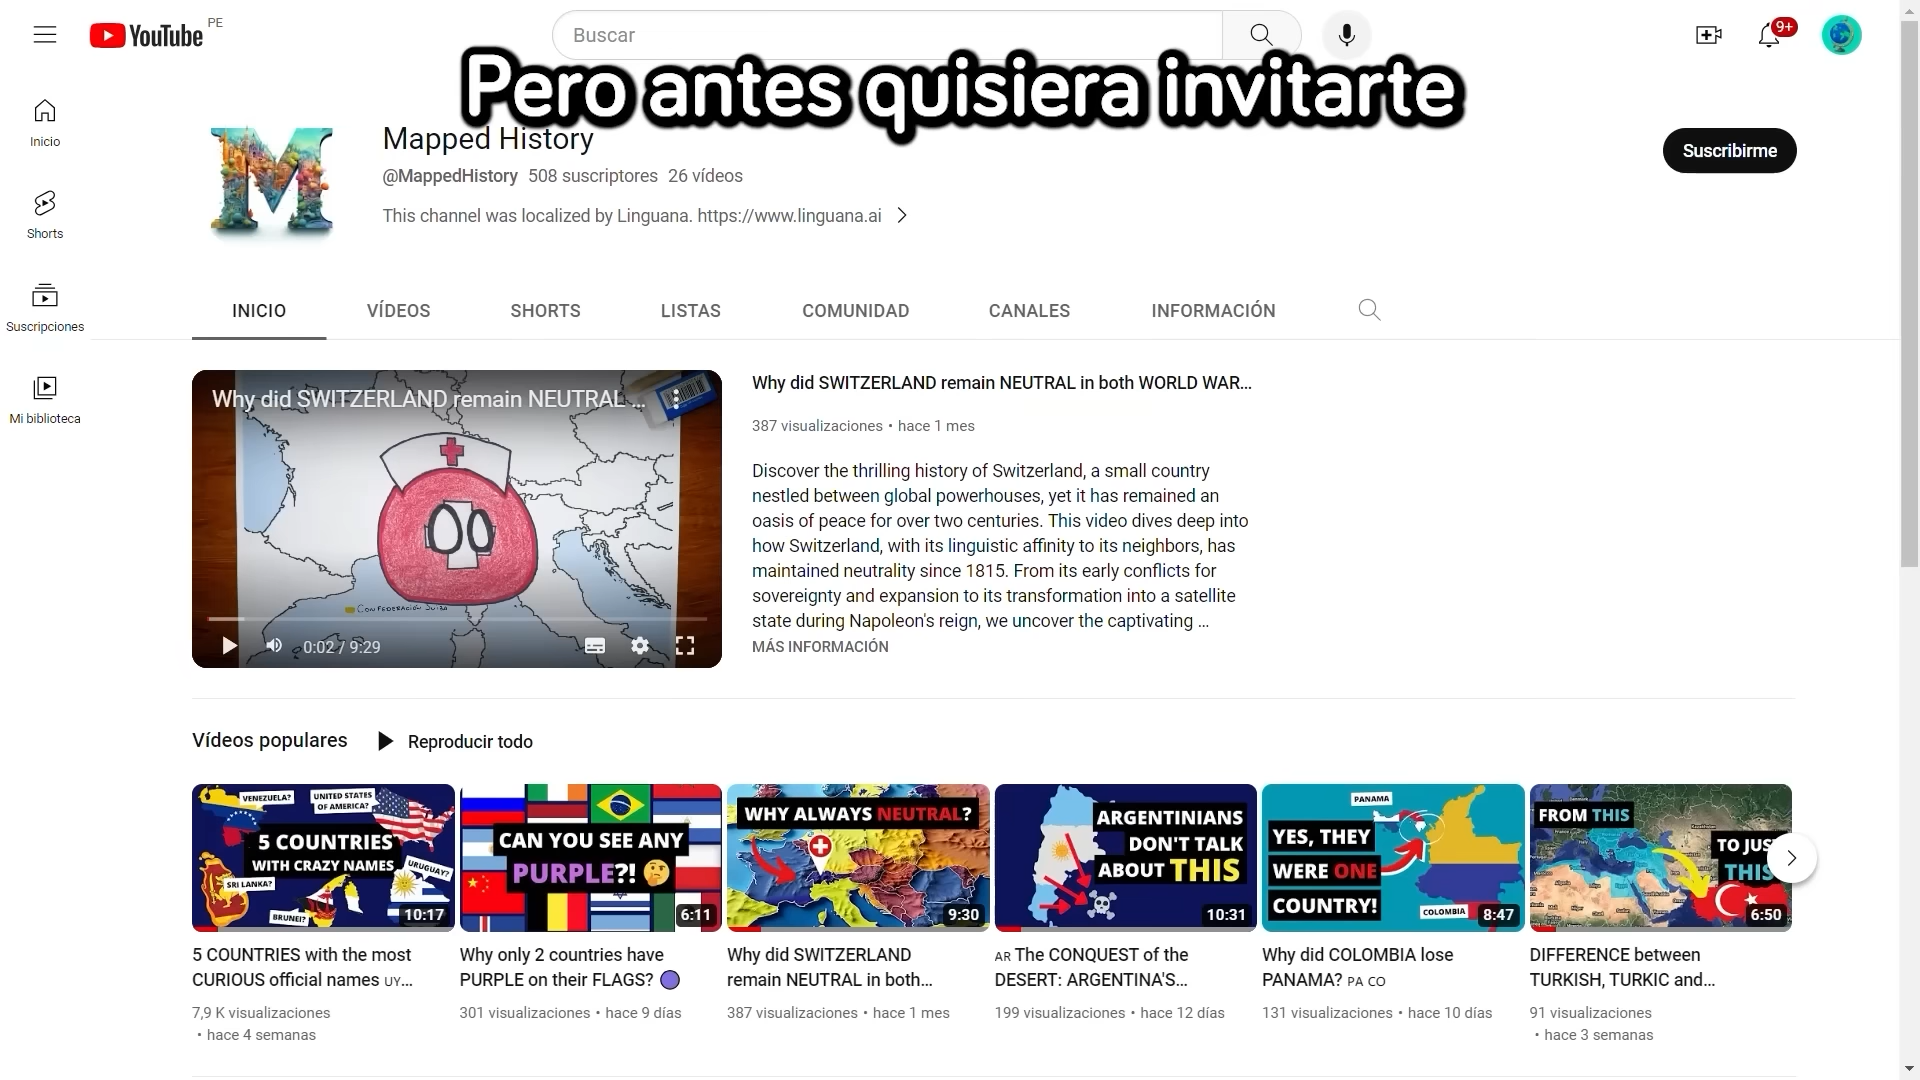 YouTube PE
Buscar
9+
Pero antes quisiera invitarte
Inicio
Shorts
Suscripciones
Mi biblioteca
Mapped History
@MappedHistory 508 suscriptores 26 vídeos
This channel was localized by Linguana. https://www.linguana.ai
Suscribirme
INICIO VÍDEOS SHORTS LISTAS COMUNIDAD CANALES INFORMACIÓN
Why did SWITZERLAND remain NEUTRAL ...
CONFEDERACIÓN SUIZA
0:02 / 9:29
Why did SWITZERLAND remain NEUTRAL in both WORLD WAR...
387 visualizaciones • hace 1 mes
Discover the thrilling history of Switzerland, a small country
nestled between global powerhouses, yet it has remained an
oasis of peace for over two centuries. This video dives deep into
how Switzerland, with its linguistic affinity to its neighbors, has
maintained neutrality since 1815. From its early conflicts for
sovereignty and expansion to its transformation into a satellite
state during Napoleon's reign, we uncover the captivating ...
MÁS INFORMACIÓN
Vídeos populares Reproducir todo
VENEZUELA?
UNITED STATES
OF AMERICA?
5 COUNTRIES
WITH CRAZY NAMES
URUGUAY?
SRI LANKA?
BRUNEI?
10:17
5 COUNTRIES with the most
CURIOUS official names UY...
7,9 K visualizaciones
• hace 4 semanas
CAN YOU SEE ANY
PURPLE?!
6:11
Why only 2 countries have
PURPLE on their FLAGS?
301 visualizaciones • hace 9 días
WHY ALWAYS NEUTRAL?
9:30
Why did SWITZERLAND
remain NEUTRAL in both...
387 visualizaciones • hace 1 mes
ARGENTINIANS
DON'T TALK
ABOUT THIS
10:31
AR The CONQUEST of the
DESERT: ARGENTINA'S...
199 visualizaciones • hace 12 días
PANAMA
YES, THEY
WERE ONE
COUNTRY!
COLOMBIA
8:47
Why did COLOMBIA lose
PANAMA? PA CO
131 visualizaciones • hace 10 días
FROM THIS
TO JUS
THIS
6:50
DIFFERENCE between
TURKISH, TURKIC and...
91 visualizaciones
• hace 3 semanas